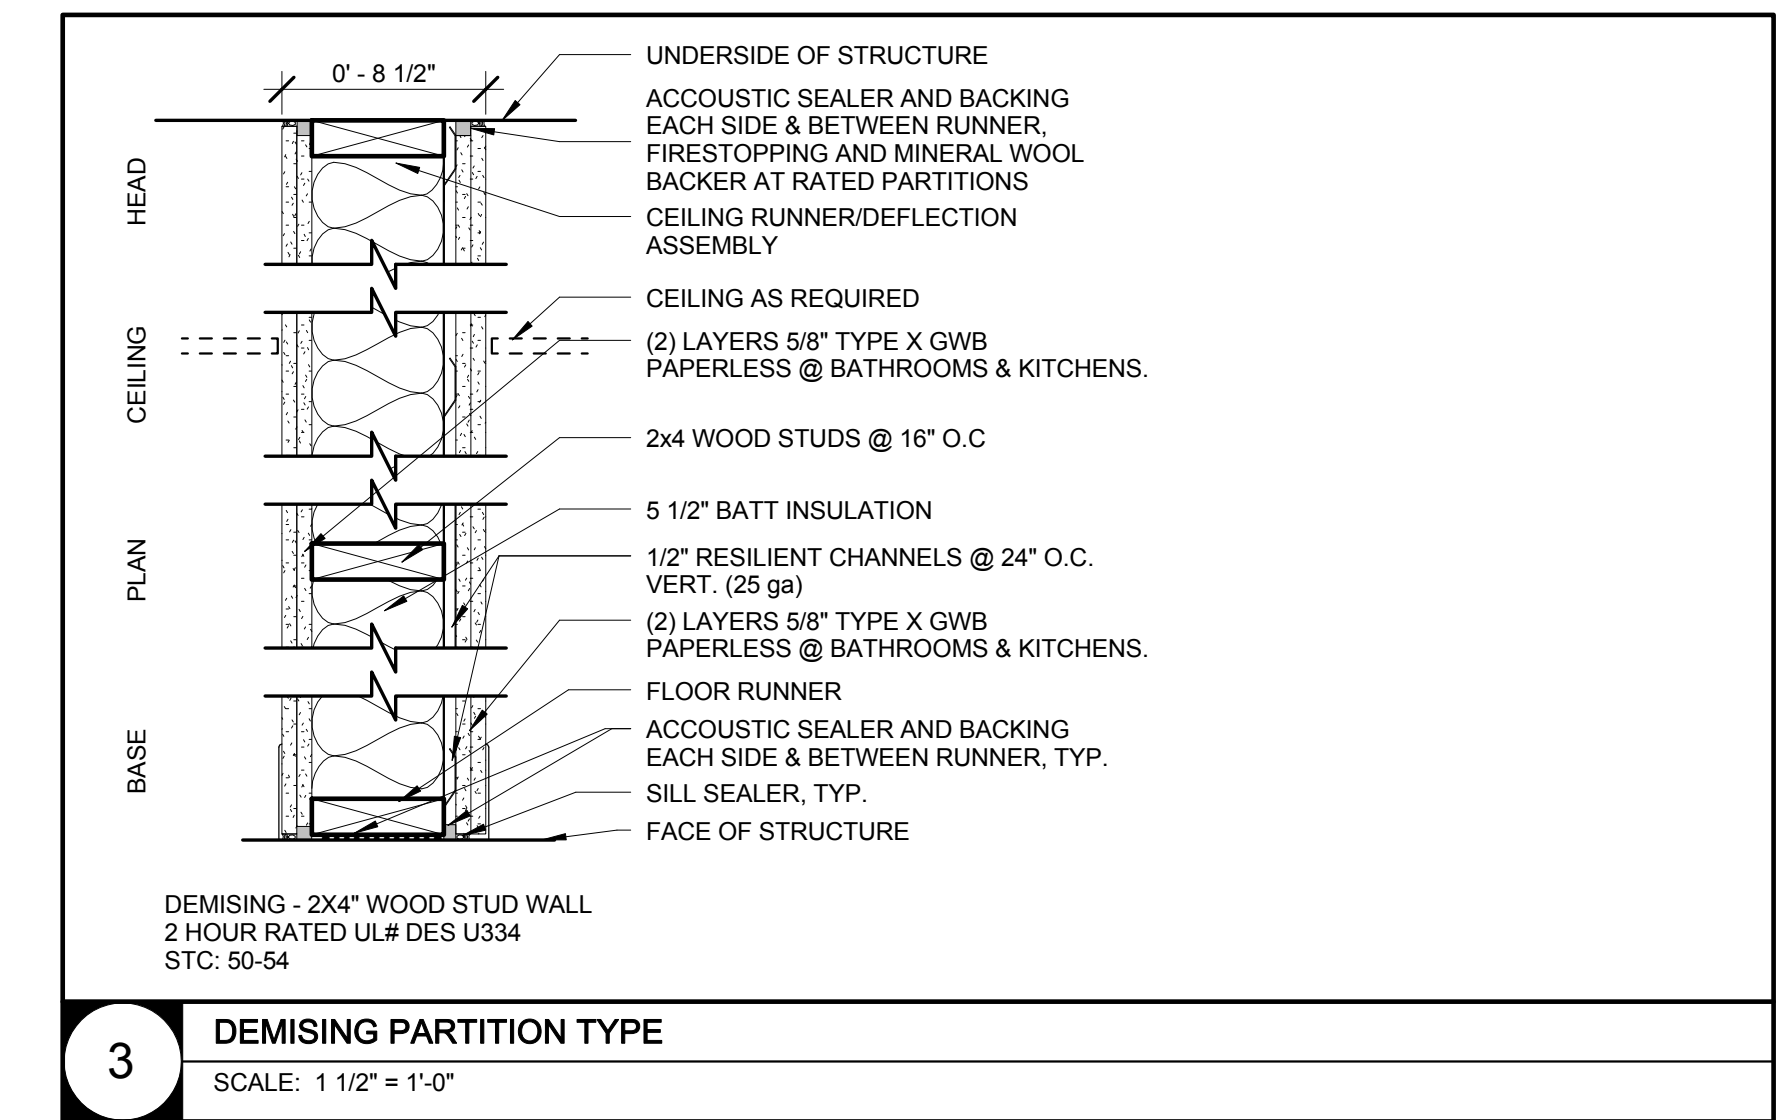 0' - 8 1/2"
UNDERSIDE OF STRUCTURE
ACCOUSTIC SEALER AND BACKING
EACH SIDE & BETWEEN RUNNER,
FIRESTOPPING AND MINERAL WOOL
BACKER AT RATED PARTITIONS
HEAD
CEILING RUNNER/DEFLECTION
ASSEMBLY
CEILING AS REQUIRED
CEILING
(2) LAYERS 5/8" TYPE X GWB
PAPERLESS @ BATHROOMS & KITCHENS.
2x4 WOOD STUDS @ 16" O.C
5 1/2" BATT INSULATION
PLAN
1/2" RESILIENT CHANNELS @ 24" O.C.
VERT. (25 ga)
(2) LAYERS 5/8" TYPE X GWB
PAPERLESS @ BATHROOMS & KITCHENS.
FLOOR RUNNER
BASE
ACCOUSTIC SEALER AND BACKING
EACH SIDE & BETWEEN RUNNER, TYP.
SILL SEALER, TYP.
FACE OF STRUCTURE
DEMISING - 2X4" WOOD STUD WALL
2 HOUR RATED UL# DES U334
STC: 50-54
3
DEMISING PARTITION TYPE
SCALE: 1 1/2" = 1'-0"